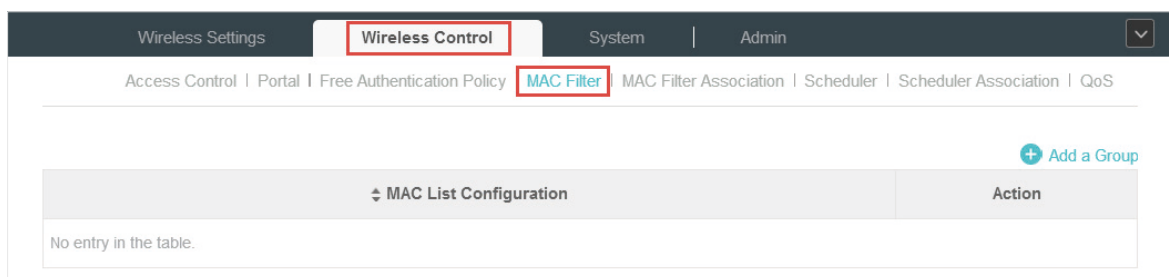 Wireless Settings Wireless Control System | Admin
Access Control | Portal | Free Authentication Policy | MAC Filter | MAC Filter Association | Scheduler | Scheduler Association | QoS
Add a Group
MAC List Configuration Action
No entry in the table.